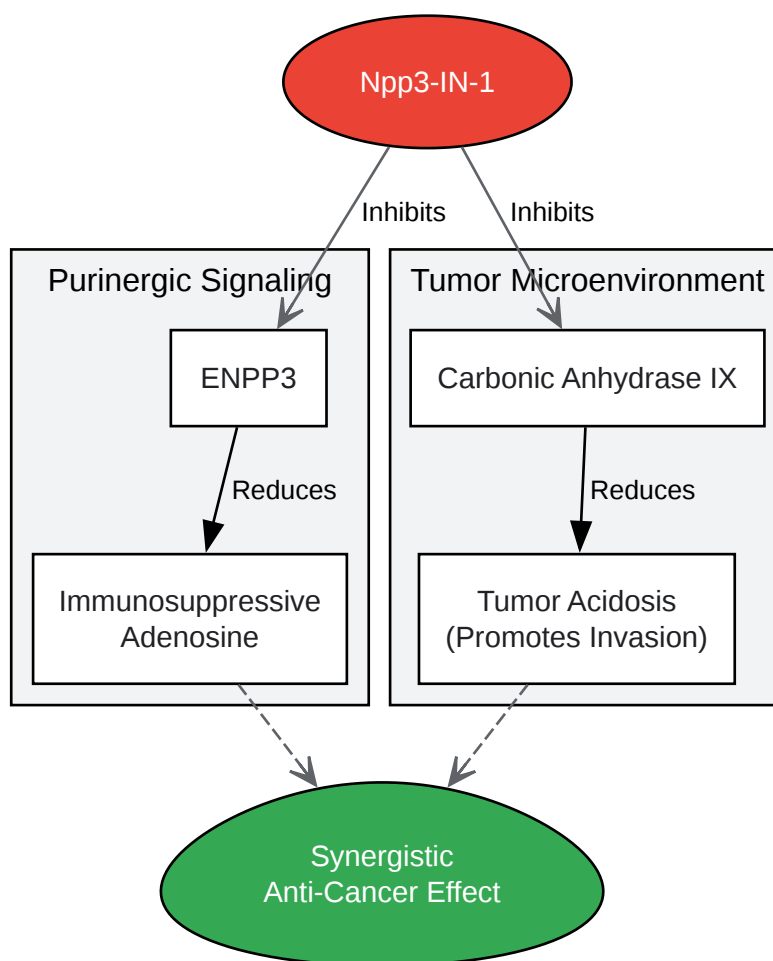 Npp3-IN-1
Inhibits
Inhibits
Purinergic Signaling
Tumor Microenvironment
ENPP3
Carbonic Anhydrase IX
Reduces
Reduces
Immunosuppressive
Adenosine
Tumor Acidosis
(Promotes Invasion)
Synergistic
Anti-Cancer Effect